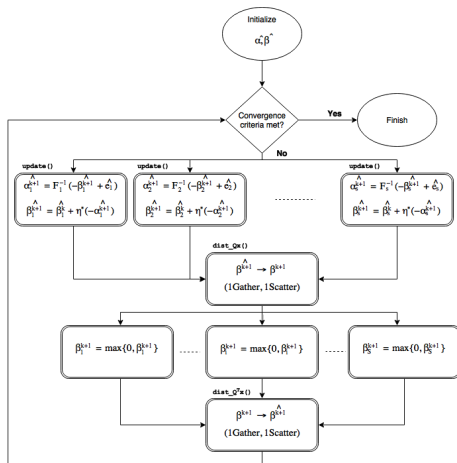 Initialize
α^, β^
Convergence
criteria met?
Yes
Finish
No
update()
α̂₁ᵏ⁺¹ = F₁⁻¹(-β̂₁ᵏ⁺¹ + ĉ₁)
β̂₁ᵏ⁺¹ = β̂₁ᵏ + η*(-α̂₁ᵏ⁺¹)
update()
α̂₂ᵏ⁺¹ = F₂⁻¹(-β̂₂ᵏ⁺¹ + ĉ₂)
β̂₂ᵏ⁺¹ = β̂₂ᵏ + η*(-α̂₂ᵏ⁺¹)
update()
α̂ₛᵏ⁺¹ = Fₛ⁻¹(-β̂ₛᵏ⁺¹ + ĉₛ)
β̂ₛᵏ⁺¹ = β̂ₛᵏ + η*(-α̂ₛᵏ⁺¹)
dist_Qx()
β̂ᵏ⁺¹ → βᵏ⁺¹
(1Gather, 1Scatter)
β₁ᵏ⁺¹ = max{0, β₁ᵏ⁺¹}
βᵢᵏ⁺¹ = max{0, βᵢᵏ⁺¹}
βₛᵏ⁺¹ = max{0, βₛᵏ⁺¹}
dist_Qᵀx()
βᵏ⁺¹ → β̂ᵏ⁺¹
(1Gather, 1Scatter)